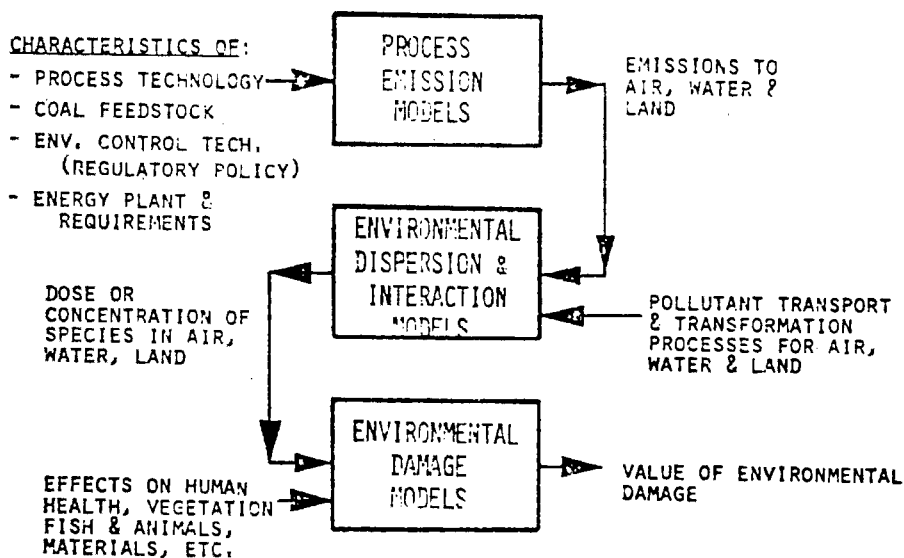 CHARACTERISTICS OF:
- PROCESS TECHNOLOGY
- COAL FEEDSTOCK
- ENV. CONTROL TECH.
(REGULATORY POLICY)
- ENERGY PLANT &
REQUIREMENTS
PROCESS
EMISSION
MODELS
EMISSIONS TO
AIR, WATER &
LAND
ENVIRONMENTAL
DISPERSION &
INTERACTION
MODELS
DOSE OR
CONCENTRATION OF
SPECIES IN AIR,
WATER, LAND
POLLUTANT TRANSPORT
& TRANSFORMATION
PROCESSES FOR AIR,
WATER & LAND
ENVIRONMENTAL
DAMAGE
MODELS
EFFECTS ON HUMAN
HEALTH, VEGETATION
FISH & ANIMALS,
MATERIALS, ETC.
VALUE OF ENVIRONMENTAL
DAMAGE